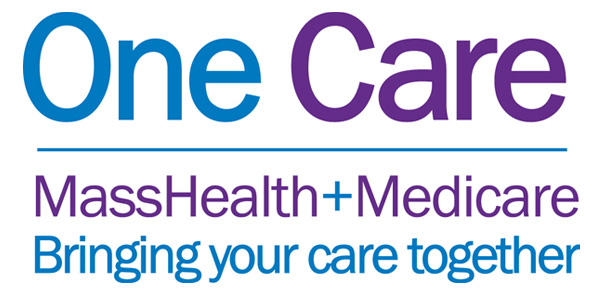 One Care
MassHealth+Medicare
Bringing your care together